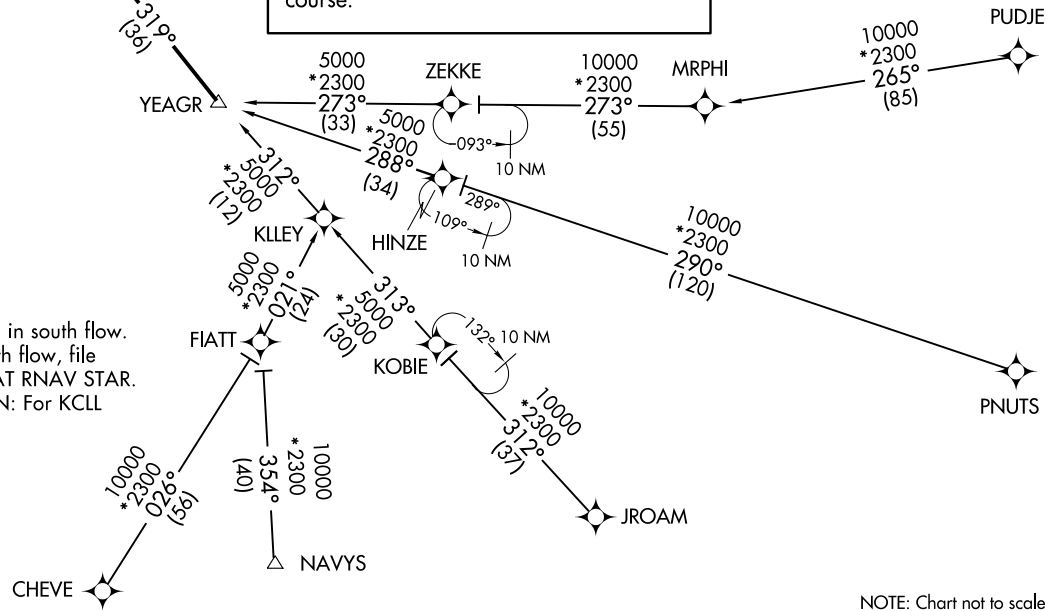 course.
319°
(36)
PUDJE
10000
*2300
265°
(85)
MRPHI
10000
*2300
273°
(55)
ZEKKE
5000
*2300
273°
(33)
YEAGR
093°
10 NM
5000
*2300
288°
(34)
HINZE
289°
109°
10 NM
10000
*2300
290°
(120)
PNUTS
312°
5000
*2300
(12)
KLLEY
5000
*2300
021°
(24)
FIATT
313°
5000
*2300
(30)
KOBIE
132°
10 NM
10000
*2300
312°
(37)
JROAM
in south flow.
th flow, file
AT RNAV STAR.
N: For KCLL
10000
*2300
026°
(56)
CHEVE
10000
*2300
354°
(40)
NAVYS
NOTE: Chart not to scale